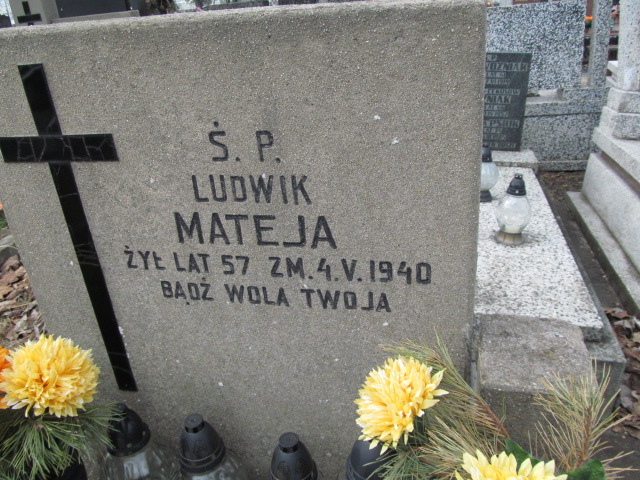 Ś. P.
LUDWIK
MATEJA
ŻYŁ LAT 57 ZM. 4. V. 1940
BĄDŹ WOLA TWOJA